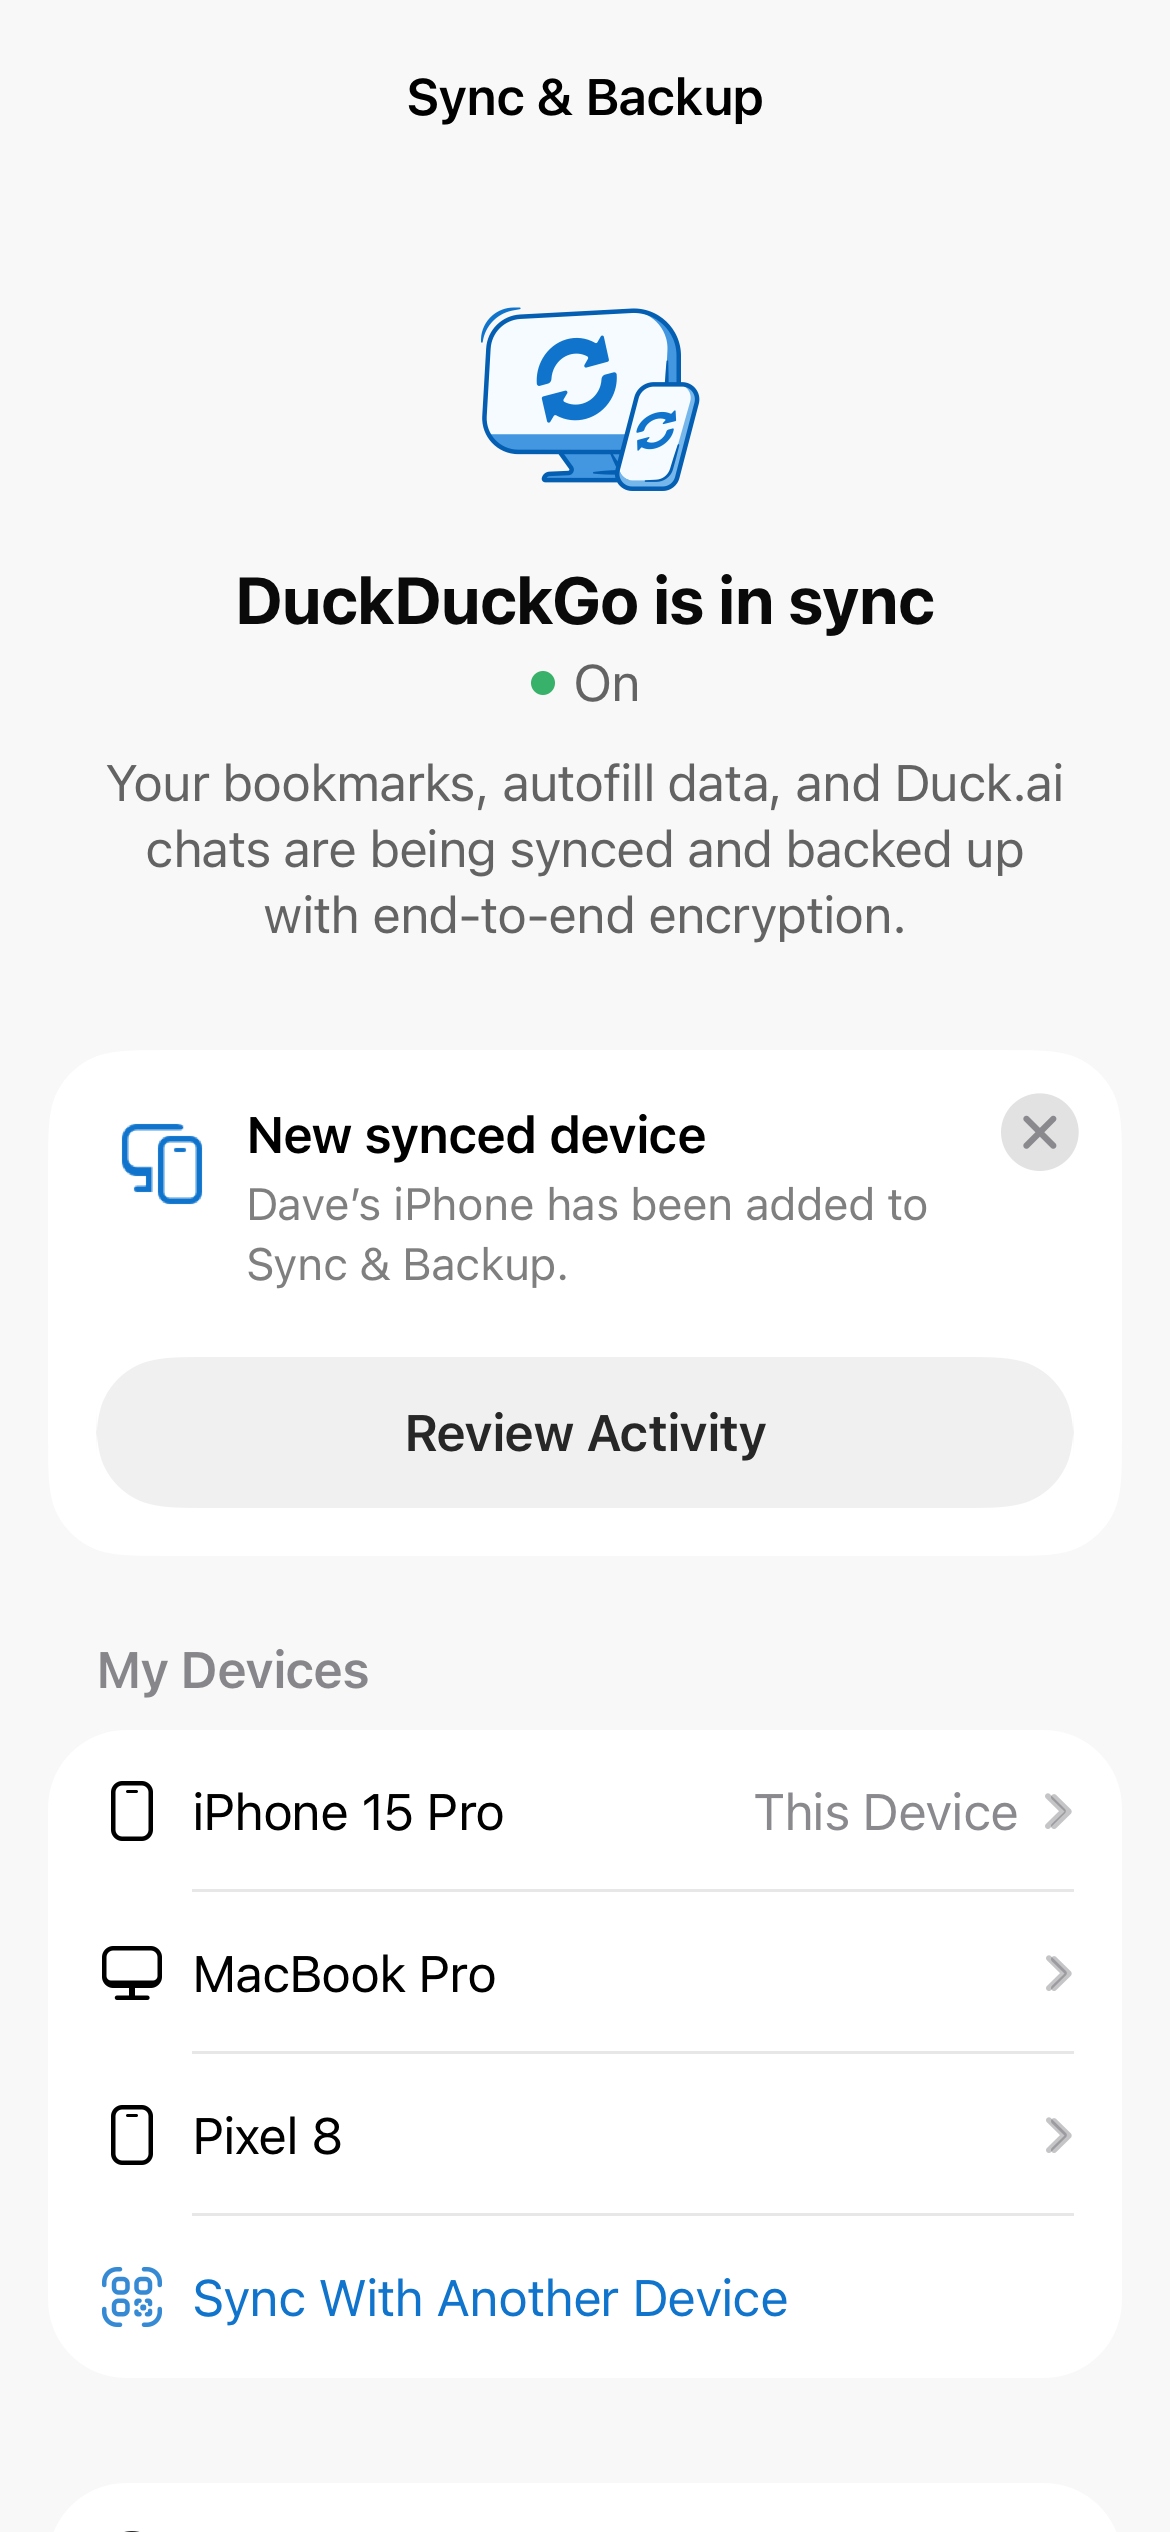 Sync & Backup
DuckDuckGo is in sync
On
Your bookmarks, autofill data, and Duck.ai
chats are being synced and backed up
with end-to-end encryption.
New synced device
Dave’s iPhone has been added to
Sync & Backup.
Review Activity
My Devices
iPhone 15 Pro
This Device
MacBook Pro
Pixel 8
Sync With Another Device